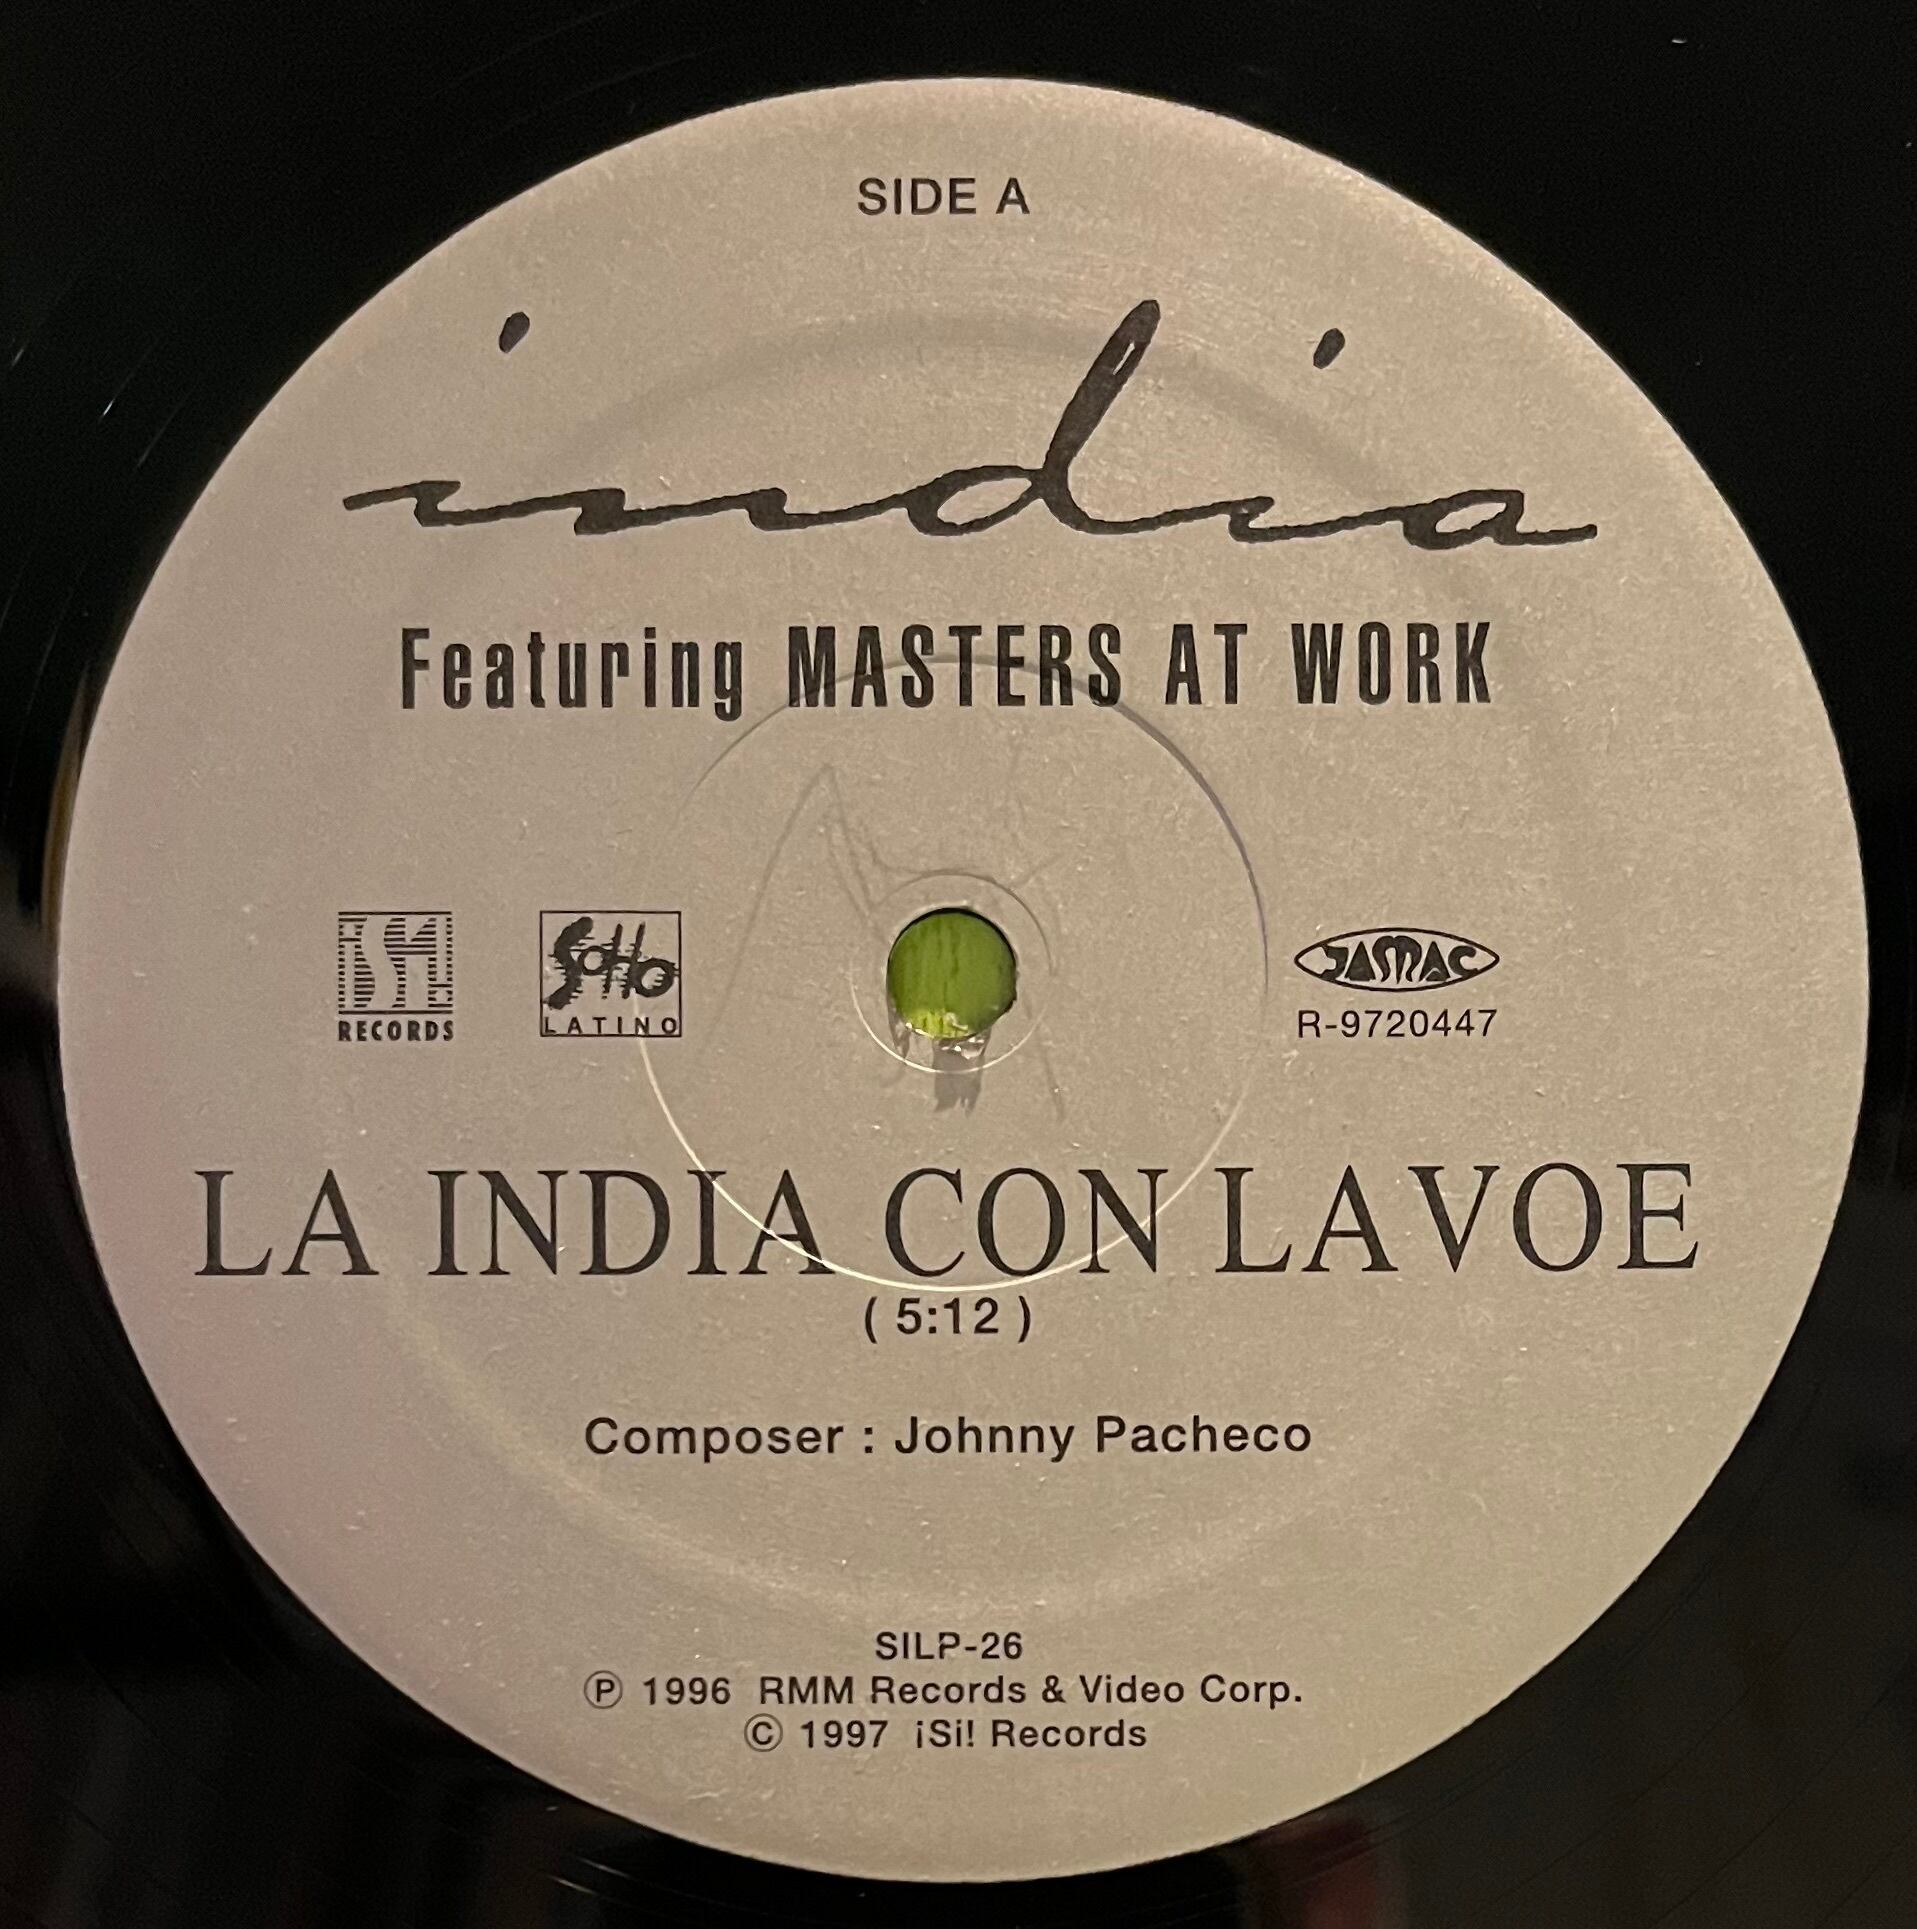 SIDE A
india
Featuring MASTERS AT WORK
RECORDS
SOHO
LATINO
JAMAC
R-9720447
LA INDIA CON LAVOE
( 5:12 )
Composer : Johnny Pacheco
SILP-26
℗ 1996 RMM Records & Video Corp.
© 1997 ¡Si! Records